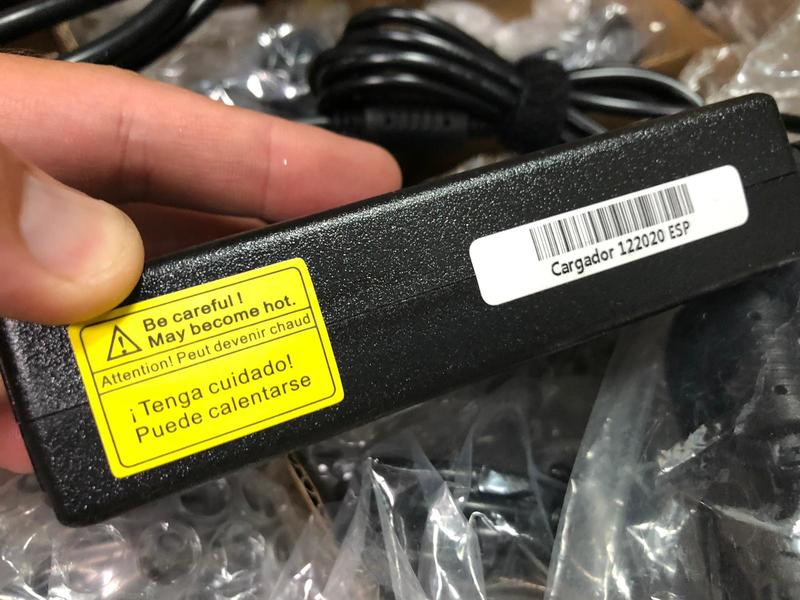 Be careful !
May become hot.
Attention! Peut devenir chaud
¡Tenga cuidado!
Puede calentarse
Cargador 122020 ESP